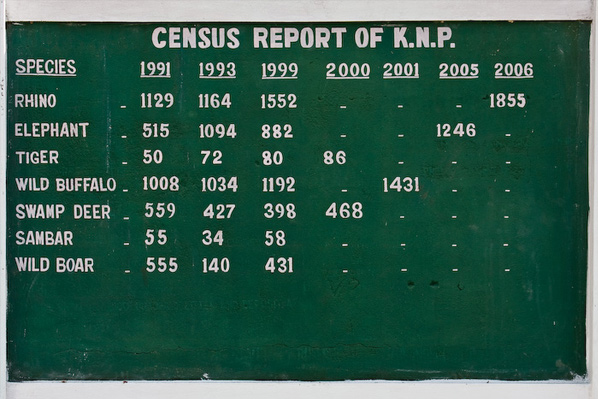 CENSUS REPORT OF K.N.P.
SPECIES 1991 1993 1999 2000 2001 2005 2006
RHINO - 1129 1164 1552 - - - 1855
ELEPHANT - 515 1094 882 - - 1246 -
TIGER - 50 72 80 86 - - -
WILD BUFFALO - 1008 1034 1192 - 1431 - -
SWAMP DEER - 559 427 398 468 - - -
SAMBAR - 55 34 58 - - - -
WILD BOAR - 555 140 431 - - - -